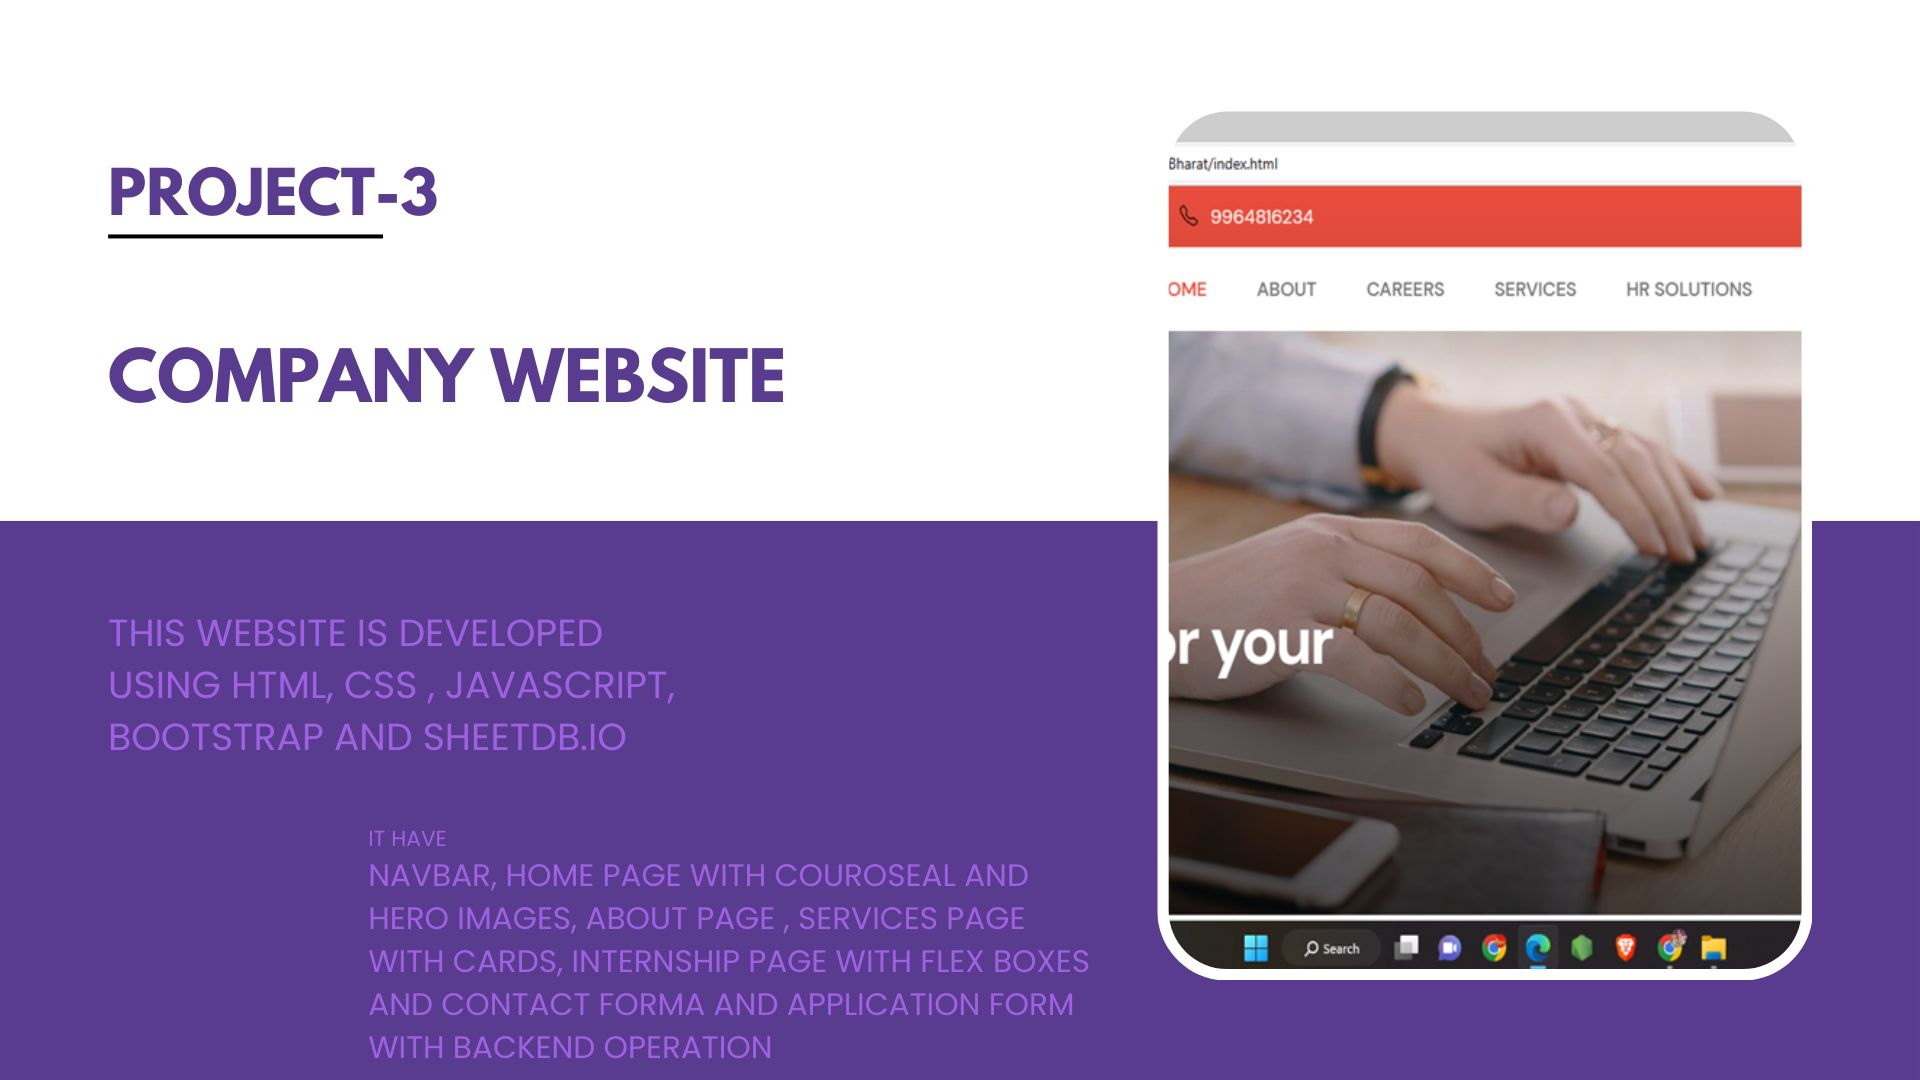 PROJECT-3
COMPANY WEBSITE
THIS WEBSITE IS DEVELOPED
USING HTML, CSS , JAVASCRIPT,
BOOTSTRAP AND SHEETDB.IO
IT HAVE
NAVBAR, HOME PAGE WITH COUROSEAL AND
HERO IMAGES, ABOUT PAGE , SERVICES PAGE
WITH CARDS, INTERNSHIP PAGE WITH FLEX BOXES
AND CONTACT FORMA AND APPLICATION FORM
WITH BACKEND OPERATION
Bharat/index.html
9964816234
OME ABOUT CAREERS SERVICES HR SOLUTIONS
or your
Search